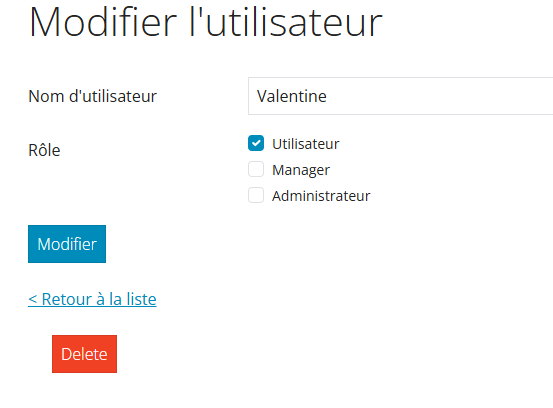 Modifier l'utilisateur
Nom d'utilisateur
Valentine
Rôle
Utilisateur
Manager
Administrateur
Modifier
< Retour à la liste
Delete